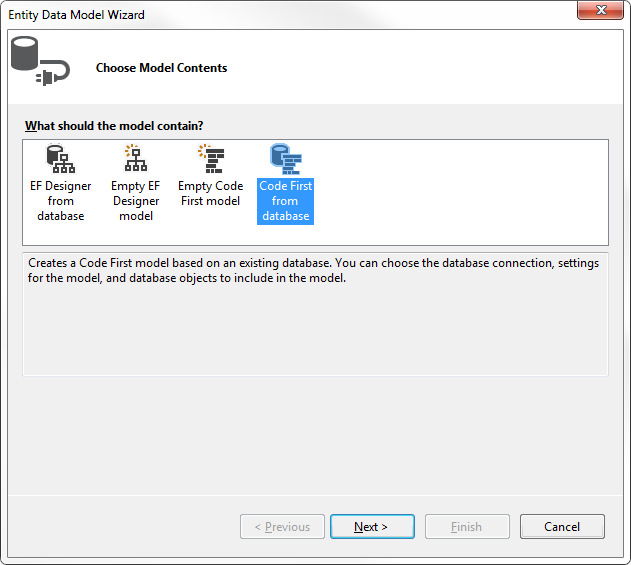 Entity Data Model Wizard
Choose Model Contents
What should the model contain?
EF Designer
from
database
Empty EF
Designer
model
Empty Code
First model
Code First
from
database
Creates a Code First model based on an existing database. You can choose the database connection, settings
for the model, and database objects to include in the model.
< Previous
Next >
Finish
Cancel